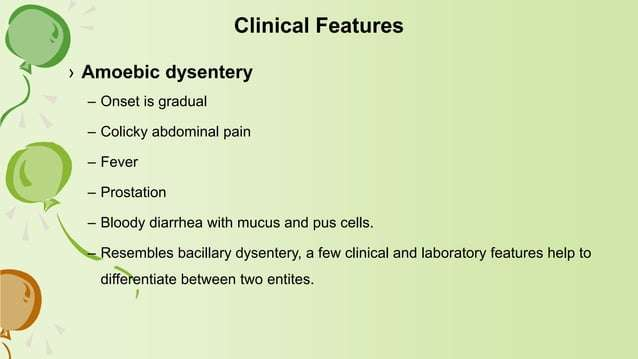 Clinical Features
› Amoebic dysentery
– Onset is gradual
– Colicky abdominal pain
– Fever
– Prostation
– Bloody diarrhea with mucus and pus cells.
– Resembles bacillary dysentery, a few clinical and laboratory features help to
differentiate between two entites.